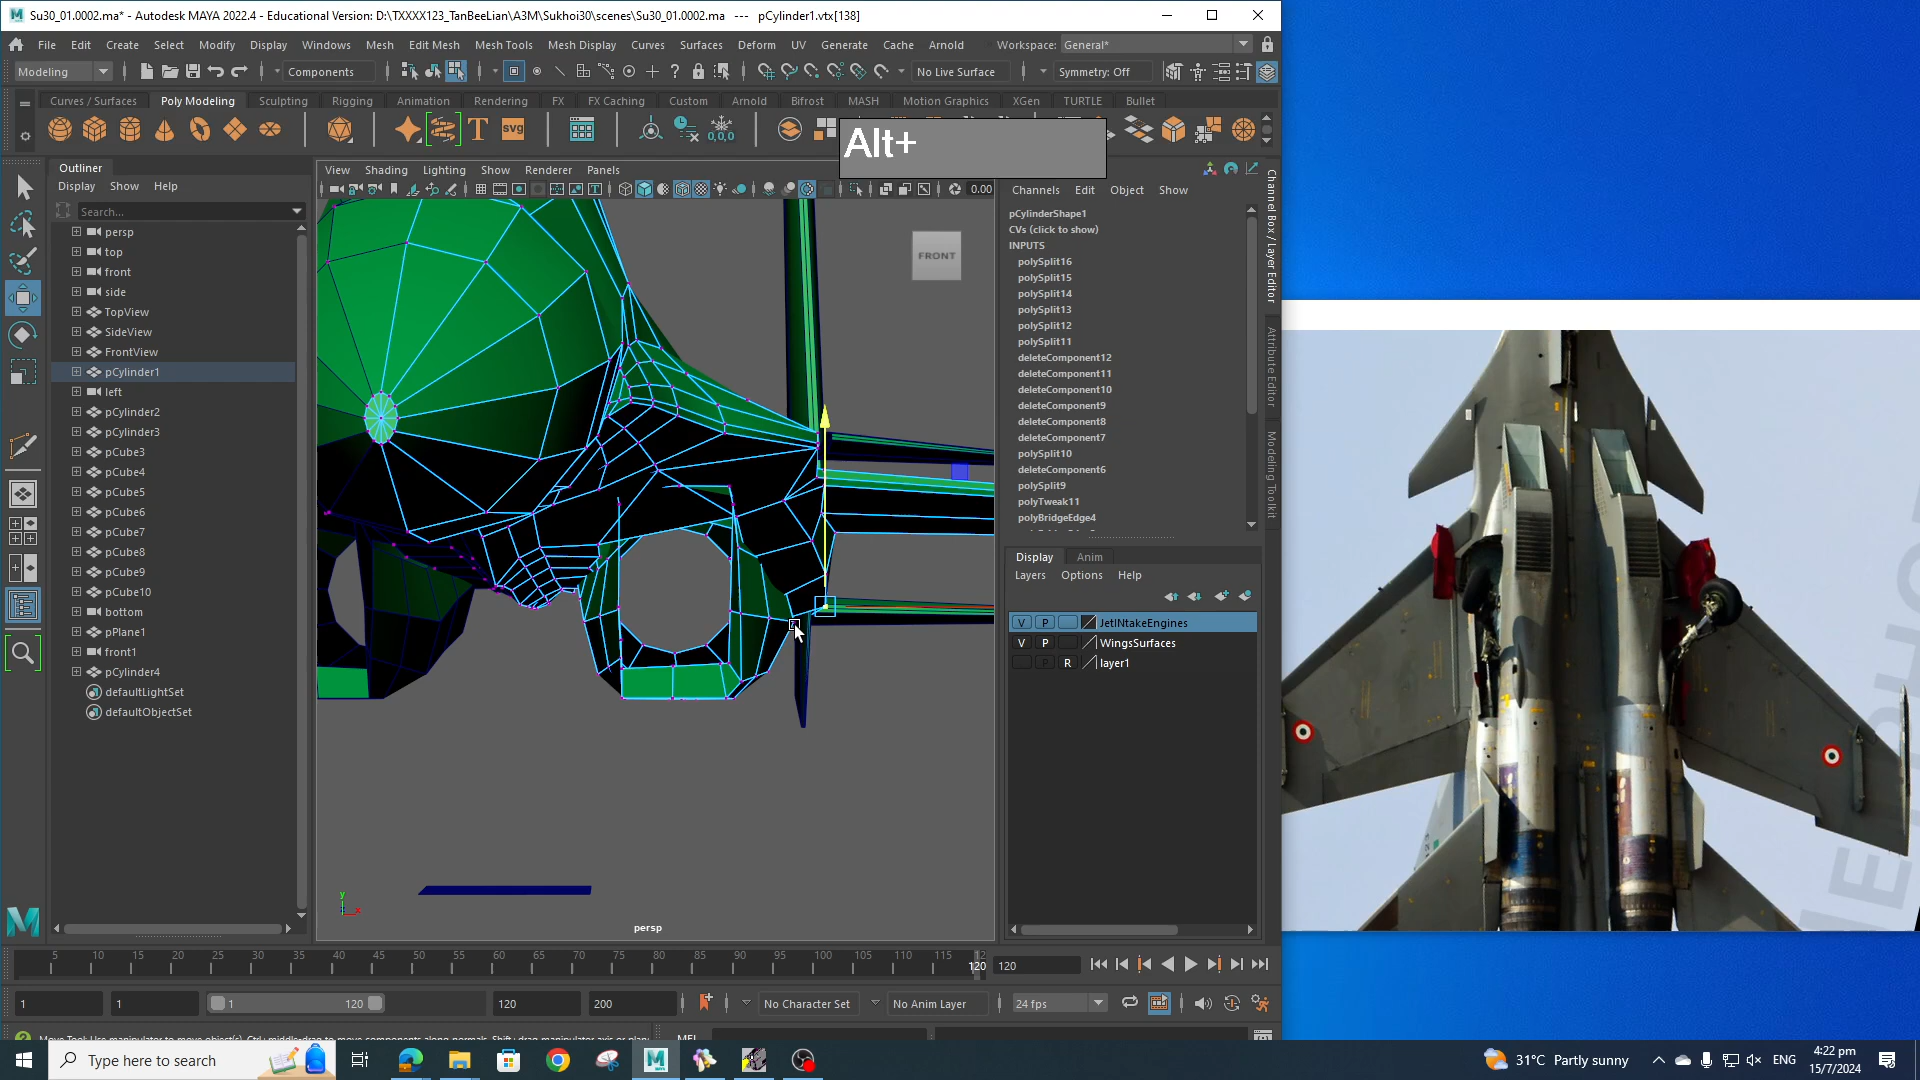 Su30_01.0002.ma* - Autodesk MAYA 2022.4 - Educational Version: D:\TXXXX123_TanBeeLian\A3M\Sukhoi30\scenes\Su30_01.0002.ma   ---   pCylinder1.vtx[138]
File Edit Create Select Modify Display Windows Mesh Edit Mesh Mesh Tools Mesh Display Curves Surfaces Deform UV Generate Cache Arnold Workspace: General*
Modeling Components No Live Surface Symmetry: Off
Curves / Surfaces Poly Modeling Sculpting Rigging Animation Rendering FX FX Caching Custom Arnold Bifrost MASH Motion Graphics XGen TURTLE Bullet
svg 0,0,0
Alt+
Outliner
Display Show Help
Search...
persp
top
front
side
TopView
SideView
FrontView
pCylinder1
left
pCylinder2
pCylinder3
pCube3
pCube4
pCube5
pCube6
pCube7
pCube8
pCube9
pCube10
bottom
pPlane1
front1
pCylinder4
defaultLightSet
defaultObjectSet
View Shading Lighting Show Renderer Panels
0.00
FRONT
y
x
persp
Channels Edit Object Show
pCylinderShape1
CVs (click to show)
INPUTS
polySplit16
polySplit15
polySplit14
polySplit13
polySplit12
polySplit11
deleteComponent12
deleteComponent11
deleteComponent10
deleteComponent9
deleteComponent8
deleteComponent7
polySplit10
deleteComponent6
polySplit9
polyTweak11
polyBridgeEdge4
Display Anim
Layers Options Help
V P JetINtakeEngines
V P WingsSurfaces
P R layer1
Channel Box / Layer Editor
Attribute Editor
Modeling Toolkit
5 10 15 20 25 30 35 40 45 50 55 60 65 70 75 80 85 90 95 100 105 110 115 12
120 120
1 1 1 120 120 200 No Character Set No Anim Layer 24 fps
MEL
Type here to search
31°C Partly sunny
ENG
4:22 pm
15/7/2024